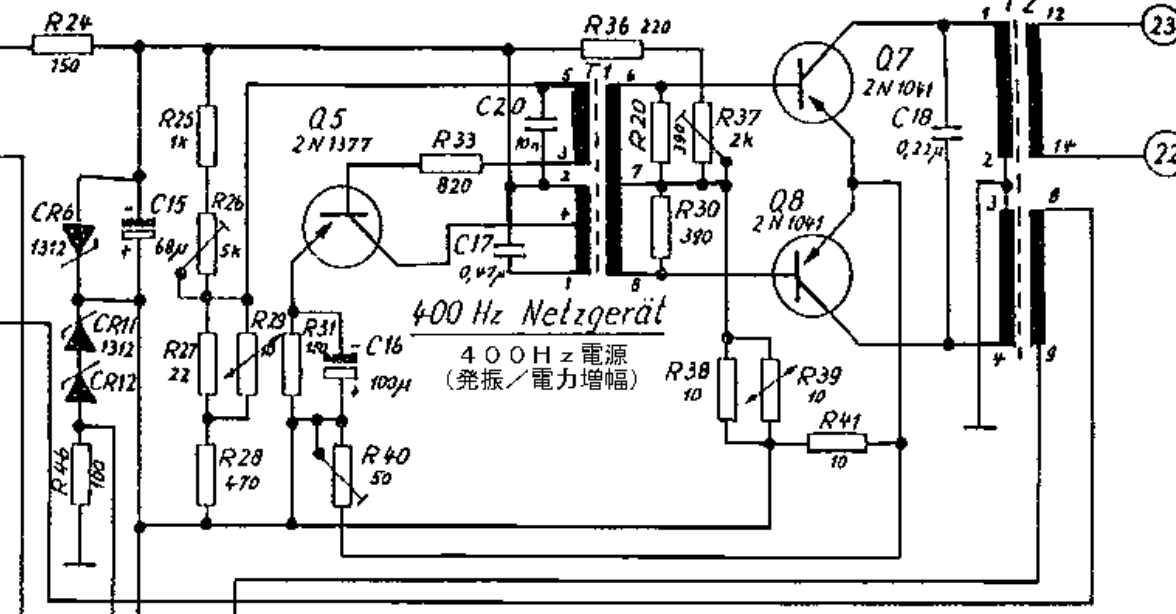 R24
150
R36 220
T2
1
12
23
5
T1
6
Q7
2N1041
C20
10n
R20
390
R37
2k
C18
0,22µ
R25
1k
Q5
2N1377
R33
820
3
2
7
2
14
22
CR6
1312
-
C15
68µ
+
R26
5k
4
C17
0,47µ
1
R30
390
8
Q8
2N1041
3
8
400 Hz Netzgerät
400Hz電源
(発振/電力増幅)
CR11
1312
CR12
R27
22
R29
R31
150
-
C16
100µ
+
R38
10
R39
10
4
9
R41
10
R46
100
R28
470
R40
50